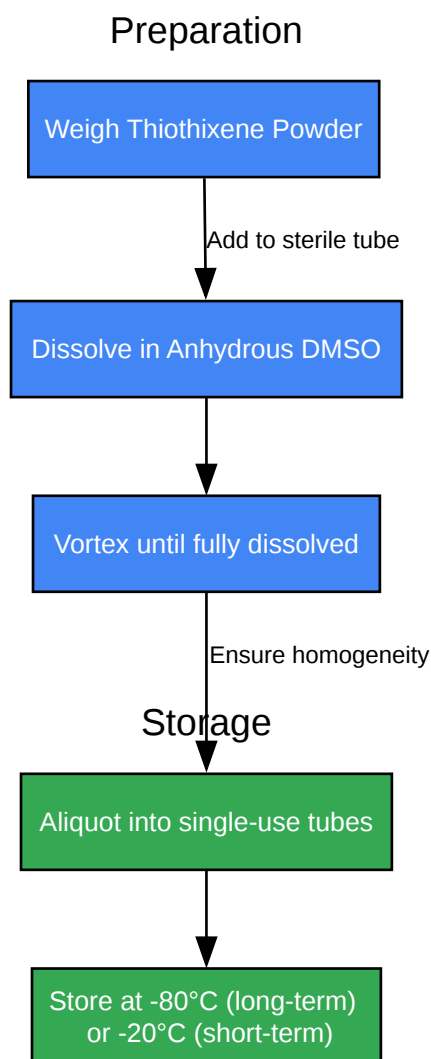 Preparation
Weigh Thiothixene Powder
Add to sterile tube
Dissolve in Anhydrous DMSO
Vortex until fully dissolved
Ensure homogeneity
Storage
Aliquot into single-use tubes
Store at -80°C (long-term)
or -20°C (short-term)